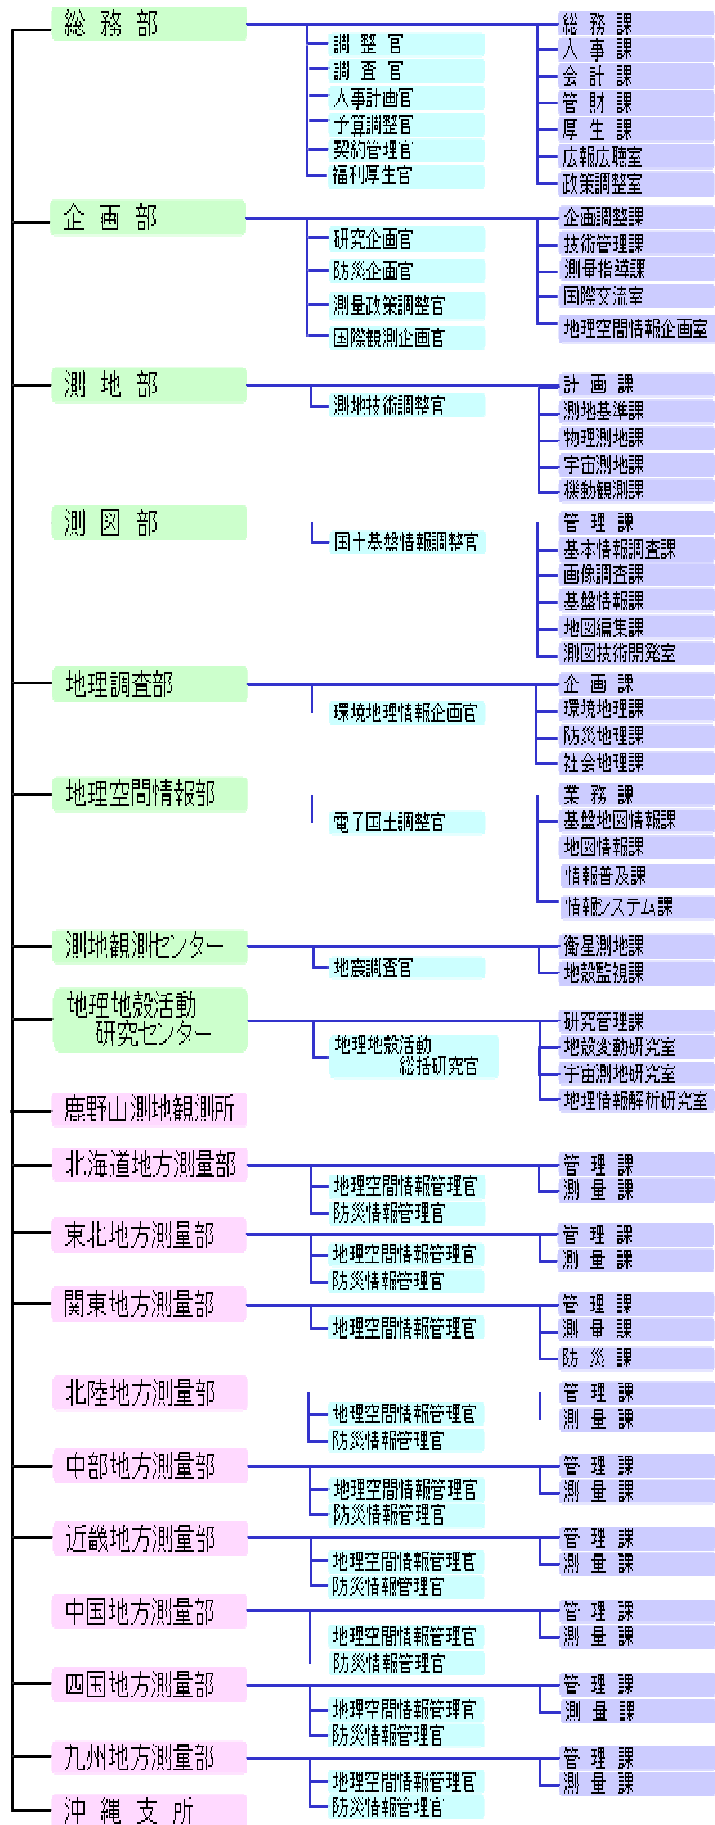 総務部
調整官
調査官
人事計画官
予算調整官
契約管理官
福利厚生官
総務課
人事課
会計課
管財課
厚生課
広報広聴室
政策調整室
企画部
研究企画官
防災企画官
測量政策調整官
国際観測企画官
企画調整課
技術管理課
測量指導課
国際交流室
地理空間情報企画室
測地部
測地技術調整官
計画課
測地基準課
物理測地課
宇宙測地課
機動観測課
測図部
国土基盤情報調整官
管理課
基本情報調査課
画像調査課
基盤情報課
地図編集課
測図技術開発室
地理調査部
環境地理情報企画官
企画課
環境地理課
防災地理課
社会地理課
地理空間情報部
電子国土調整官
業務課
基盤地図情報課
地図情報課
情報普及課
情報システム課
測地観測センター
地震調査官
衛星測地課
地殻監視課
地理地殻活動
研究センター
地理地殻活動
総括研究官
研究管理課
地殻変動研究室
宇宙測地研究室
地理情報解析研究室
鹿野山測地観測所
北海道地方測量部
地理空間情報管理官
防災情報管理官
管理課
測量課
東北地方測量部
地理空間情報管理官
防災情報管理官
管理課
測量課
関東地方測量部
地理空間情報管理官
管理課
測量課
防災課
北陸地方測量部
地理空間情報管理官
防災情報管理官
管理課
測量課
中部地方測量部
地理空間情報管理官
防災情報管理官
管理課
測量課
近畿地方測量部
地理空間情報管理官
防災情報管理官
管理課
測量課
中国地方測量部
地理空間情報管理官
防災情報管理官
管理課
測量課
四国地方測量部
地理空間情報管理官
防災情報管理官
管理課
測量課
九州地方測量部
地理空間情報管理官
防災情報管理官
管理課
測量課
沖縄支所